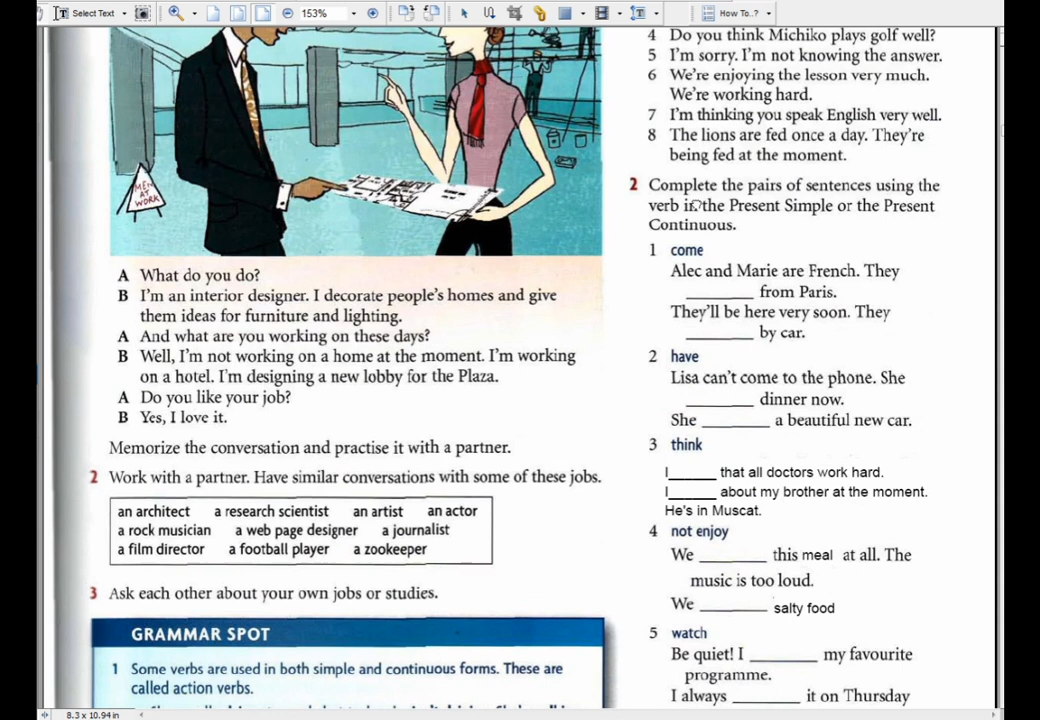 Select Text
153%
How To..?
MEN
AT
WORK
A What do you do?
B I'm an interior designer. I decorate people's homes and give
them ideas for furniture and lighting.
A And what are you working on these days?
B Well, I'm not working on a home at the moment. I'm working
on a hotel. I'm designing a new lobby for the Plaza.
A Do you like your job?
B Yes, I love it.
Memorize the conversation and practise it with a partner.
2 Work with a partner. Have similar conversations with some of these jobs.
an architect a research scientist an artist an actor
a rock musician a web page designer a journalist
a film director a football player a zookeeper
3 Ask each other about your own jobs or studies.
GRAMMAR SPOT
1 Some verbs are used in both simple and continuous forms. These are
called action verbs.
4 Do you think Michiko plays golf well?
5 I'm sorry. I'm not knowing the answer.
6 We're enjoying the lesson very much.
We're working hard.
7 I'm thinking you speak English very well.
8 The lions are fed once a day. They're
being fed at the moment.
2 Complete the pairs of sentences using the
verb in the Present Simple or the Present
Continuous.
1 come
Alec and Marie are French. They
________ from Paris.
They'll be here very soon. They
________ by car.
2 have
Lisa can't come to the phone. She
________ dinner now.
She ________ a beautiful new car.
3 think
I______ that all doctors work hard.
I______ about my brother at the moment.
He's in Muscat.
4 not enjoy
We ________ this meal at all. The
music is too loud.
We ________ salty food
5 watch
Be quiet! I ________ my favourite
programme.
I always ________ it on Thursday
8.3 x 10.94 in